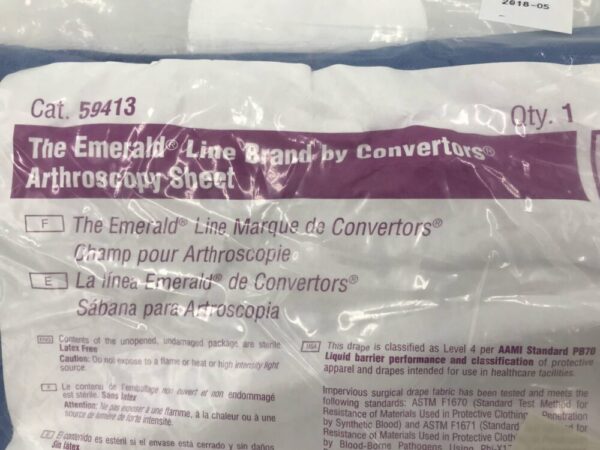 2018-05
Cat. 59413
Qty. 1
The Emerald® Line Brand by Convertors®
Arthroscopy Sheet
F The Emerald® Line Marque de Convertors®
Champ pour Arthroscopie
E La línea Emerald® de Convertors®
Sábana para Artroscopia
ENG Contents of the unopened, undamaged package are sterile.
Latex Free
Caution: Do not expose to a flame or heat or high intensity light
source.
Le contenu de l'emballage non ouvert et non endommagé
est stérile. Sans latex
Attention: Ne pas exposer à une flamme, à la chaleur ou à une
source de lumière de forte intensité.
El contenido es estéril si el envase está cerrado y sin daños
Sin látex
USA This drape is classified as Level 4 per AAMI Standard PB70
Liquid barrier performance and classification of protective
apparel and drapes intended for use in healthcare facilities.
Impervious surgical drape fabric has been tested and meets the
following standards: ASTM F1670 (Standard Test Method for
Resistance of Materials Used in Protective Clothing Penetration
by Synthetic Blood) and ASTM F1671 (Standard
for Resistance of Materials Used in Protective Cloth
by Blood-Borne Pathogens Using Phi-X17